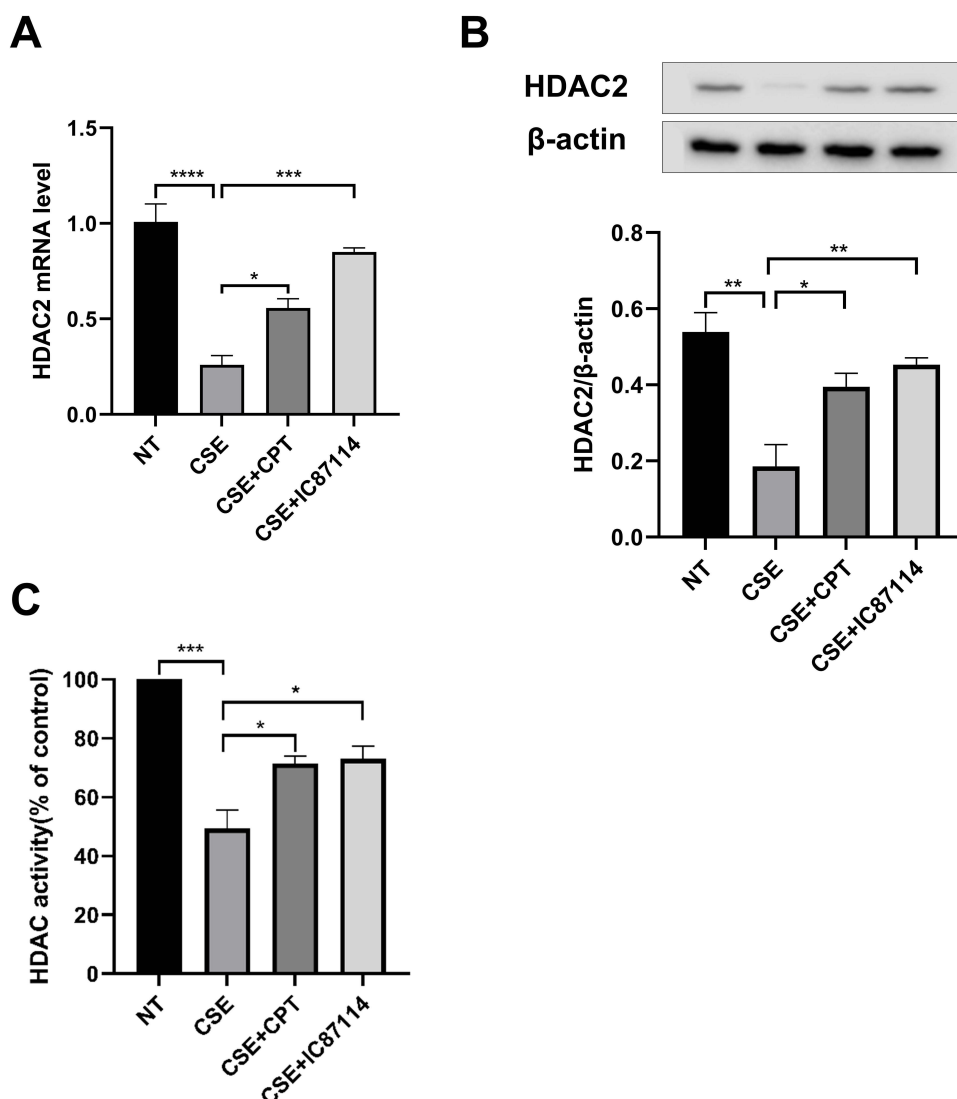 A
HDAC2 mRNA level
1.5
1.0
0.5
0.0
****
***
*
NT
CSE
CSE+CPT
CSE+IC87114
B
HDAC2
β-actin
HDAC2/β-actin
0.8
0.6
0.4
0.2
0.0
**
**
*
NT
CSE
CSE+CPT
CSE+IC87114
C
HDAC activity(% of control)
100
80
60
40
20
0
***
*
*
NT
CSE
CSE+CPT
CSE+IC87114